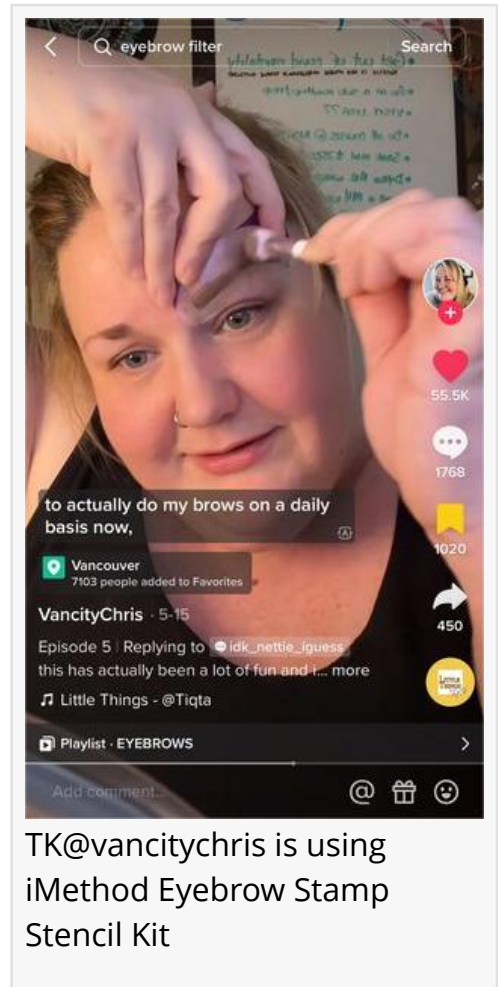 eyebrow filter
Search
55.5K
1768
1020
450
to actually do my brows on a daily
basis now,
Vancouver
7103 people added to Favorites
VancityChris · 5-15
Episode 5 | Replying to idk_nettie_iguess
this has actually been a lot of fun and i... more
Little Things - @Tiqta
Playlist · EYEBROWS
Add comment...
TK@vancitychris is using
iMethod Eyebrow Stamp
Stencil Kit